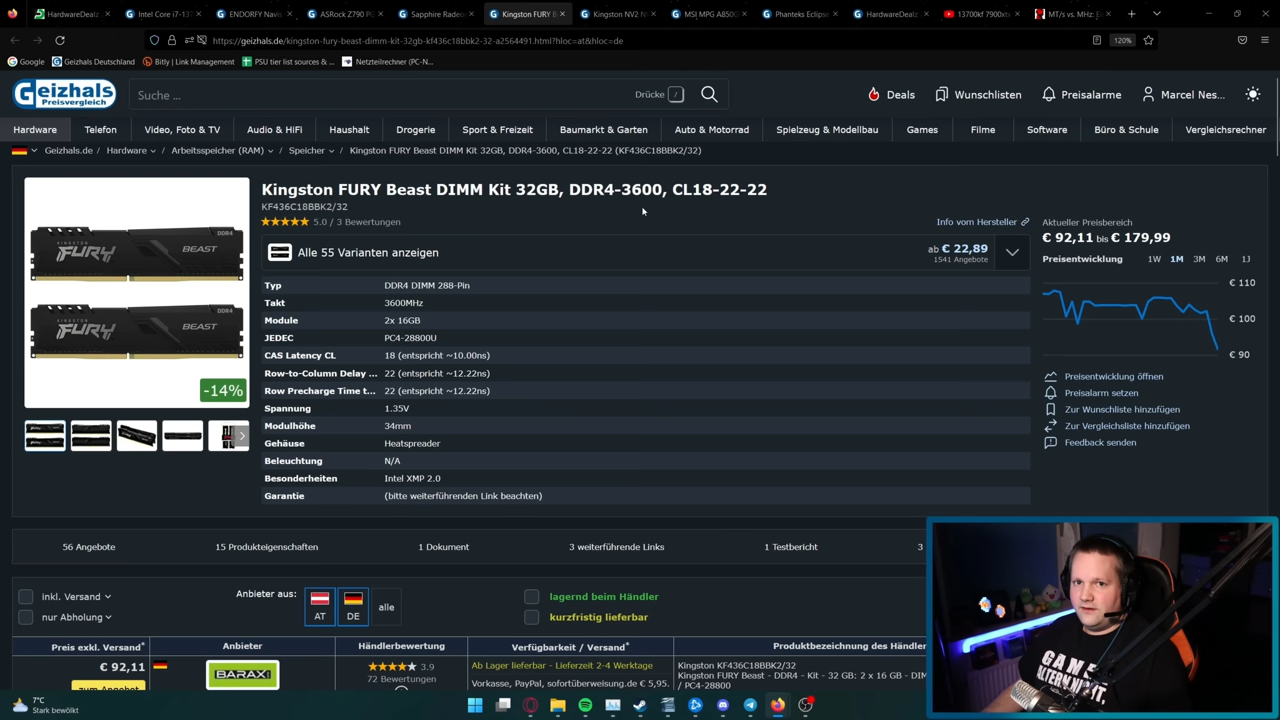 HardwareDealz
Intel Core i7-137
ENDORFY Navis
ASRock Z790 PG
Sapphire Radeo
Kingston FURY B
Kingston NV2 N
MSI MPG A850G
Phanteks Eclipse
HardwareDealz
13700kf 7900xte
MT/s vs. MHz: E
https://geizhals.de/kingston-fury-beast-dimm-kit-32gb-kf436c18bbk2-32-a2564491.html?hloc=at&hloc=de
120%
Google
Geizhals Deutschland
Bitly | Link Management
PSU tier list sources & ...
Netzteilrechner (PC-N...
Geizhals
Preisvergleich
Suche ...
Drücke /
Deals
Wunschlisten
Preisalarme
Marcel Nes...
Hardware
Telefon
Video, Foto & TV
Audio & HiFi
Haushalt
Drogerie
Sport & Freizeit
Baumarkt & Garten
Auto & Motorrad
Spielzeug & Modellbau
Games
Filme
Software
Büro & Schule
Vergleichsrechner
Geizhals.de / Hardware / Arbeitsspeicher (RAM) / Speicher / Kingston FURY Beast DIMM Kit 32GB, DDR4-3600, CL18-22-22 (KF436C18BBK2/32)
Kingston FURY Beast DIMM Kit 32GB, DDR4-3600, CL18-22-22
KF436C18BBK2/32
5.0 / 3 Bewertungen
Info vom Hersteller
Alle 55 Varianten anzeigen
ab € 22,89
1541 Angebote
DDR4
FURY
BEAST
DDR4
FURY
BEAST
-14%
Typ DDR4 DIMM 288-Pin
Takt 3600MHz
Module 2x 16GB
JEDEC PC4-28800U
CAS Latency CL 18 (entspricht ~10.00ns)
Row-to-Column Delay ... 22 (entspricht ~12.22ns)
Row Precharge Time t... 22 (entspricht ~12.22ns)
Spannung 1.35V
Modulhöhe 34mm
Gehäuse Heatspreader
Beleuchtung N/A
Besonderheiten Intel XMP 2.0
Garantie (bitte weiterführenden Link beachten)
Aktueller Preisbereich
€ 92,11 bis € 179,99
Preisentwicklung 1W 1M 3M 6M 1J
€ 110
€ 100
€ 90
Preisentwicklung öffnen
Preisalarm setzen
Zur Wunschliste hinzufügen
Zur Vergleichsliste hinzufügen
Feedback senden
56 Angebote
15 Produkteigenschaften
1 Dokument
3 weiterführende Links
1 Testbericht
3
inkl. Versand
nur Abholung
Anbieter aus:
AT
DE
alle
lagernd beim Händler
kurzfristig lieferbar
Preis exkl. Versand*
Anbieter
Händlerbewertung
Verfügbarkeit / Versand*
Produktbezeichnung des Händlers
€ 92,11
zum Angebot
BARAXI
3.9
72 Bewertungen
Ab Lager lieferbar - Lieferzeit 2-4 Werktage
Vorkasse, PayPal, sofortüberweisung.de € 5,95.
Kingston KF436C18BBK2/32
Kingston FURY Beast - DDR4 - Kit - 32 GB: 2 x 16 GB - DIM
/ PC4-28800
7°C
Stark bewölkt